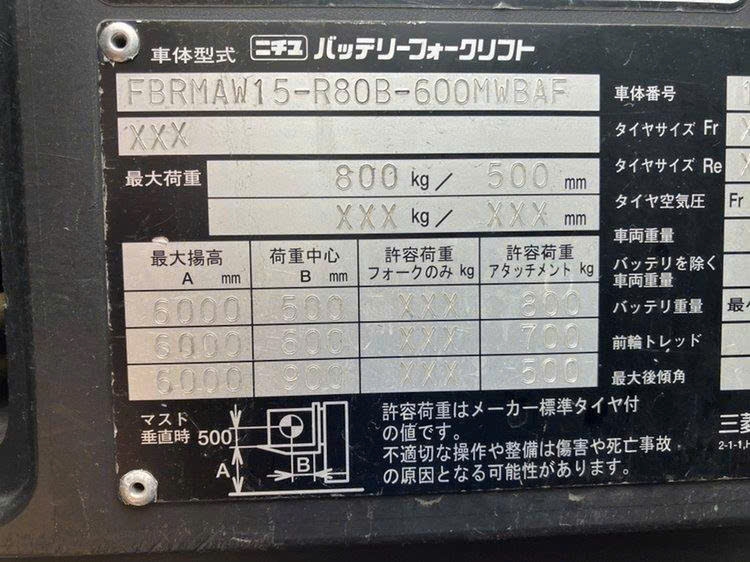 車体型式 ニチユ バッテリーフォークリフト
FBRMAW15-R80B-600MWBAF 車体番号
XXX タイヤサイズ Fr
最大荷重 800 kg/ 500 mm タイヤサイズ Re
XXX kg/ XXX mm タイヤ空気圧 Fr
車両重量
最大揚高 A mm 荷重中心 B mm 許容荷重 フォークのみ kg 許容荷重 アタッチメント kg バッテリを除く 車両重量
6000 500 XXX 800 バッテリ重量
6000 600 XXX 700 前輪トレッド
6000 900 XXX 500 最大後傾角
マスト 垂直時 500 A B
許容荷重はメーカー標準タイヤ付
の値です。
不適切な操作や整備は傷害や死亡事故
の原因となる可能性があります。
三菱
2-1-1,H